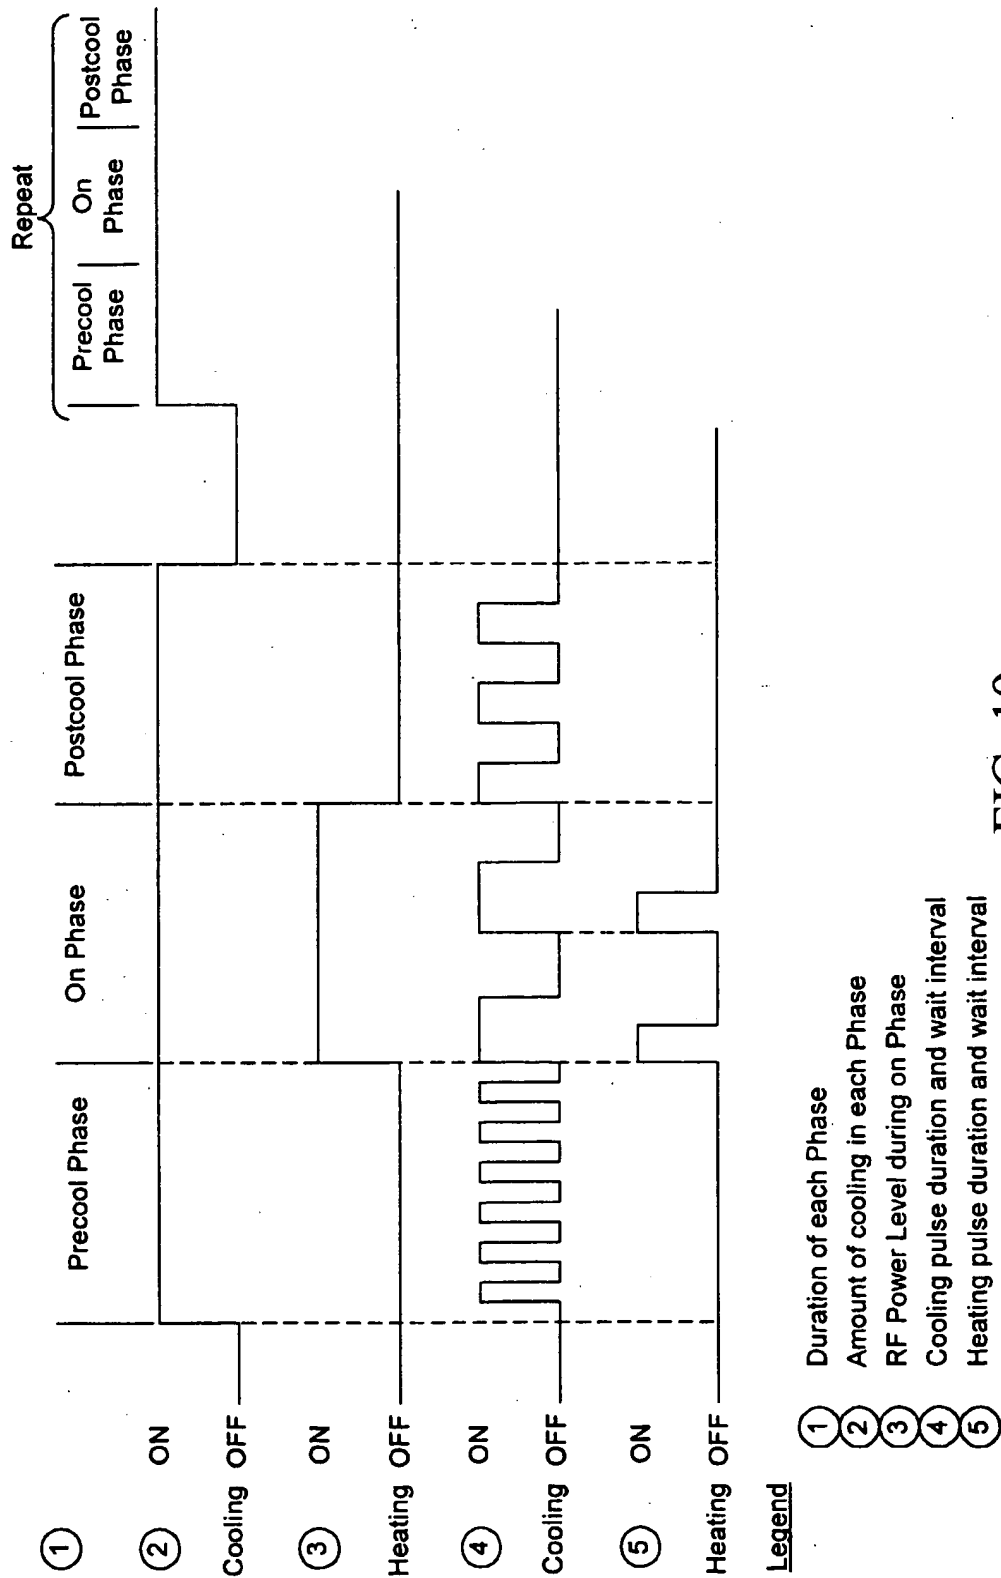 Repeat
① Precool Phase | On Phase | Postcool Phase | Precool Phase | On Phase | Postcool Phase
② ON
Cooling OFF
③ ON
Heating OFF
④ ON
Cooling OFF
⑤ ON
Heating OFF
Legend
① Duration of each Phase
② Amount of cooling in each Phase
③ RF Power Level during on Phase
④ Cooling pulse duration and wait interval
⑤ Heating pulse duration and wait interval